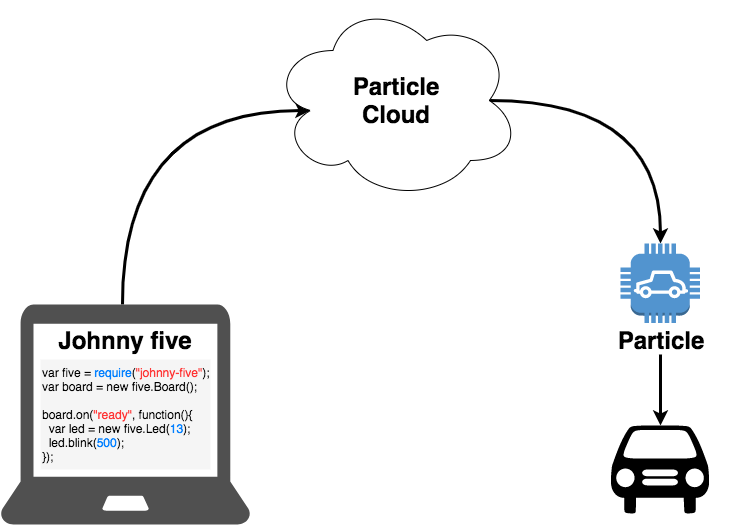 Particle
Cloud
Johnny five
var five = require("johnny-five");
var board = new five.Board();
board.on("ready", function(){
var led = new five.Led(13);
led.blink(500);
});
Particle